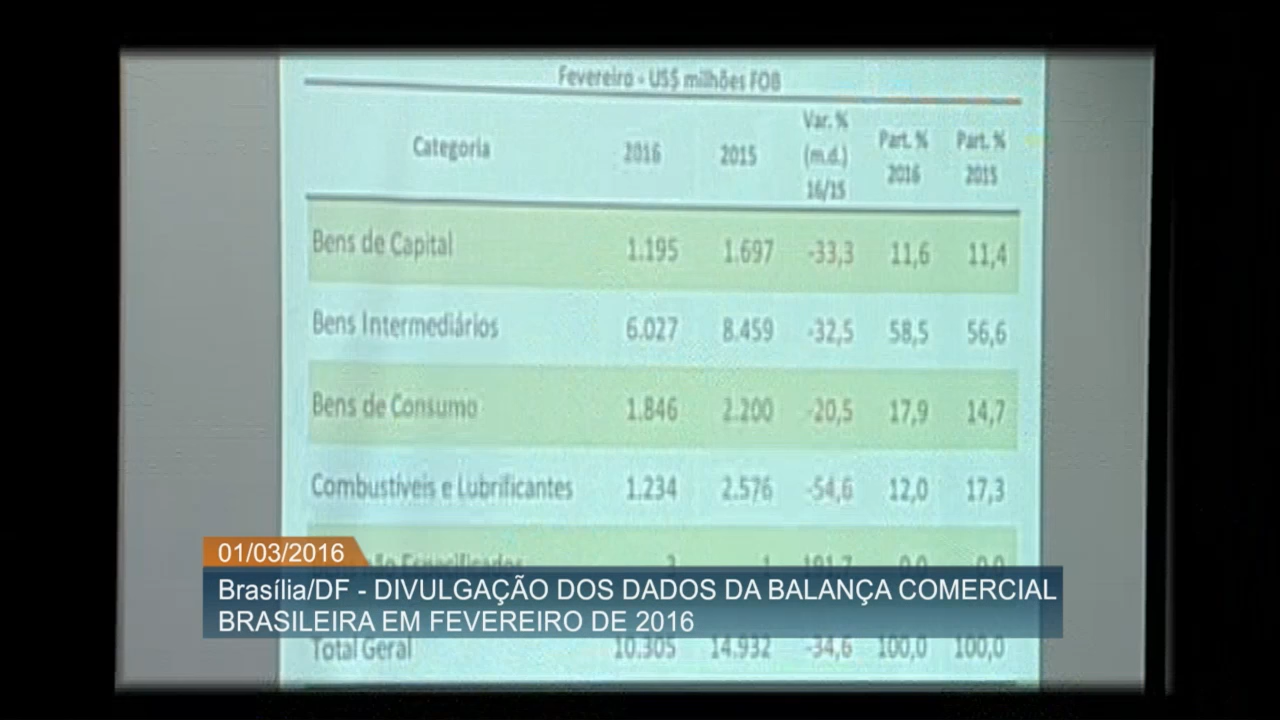 Fevereiro - US$ milhões FOB
Categoria 2016 2015 Var. % (m.d.) 16/15 Part. % 2016 Part. % 2015
Bens de Capital 1.195 1.697 -33,3 11,6 11,4
Bens Intermediários 6.027 8.459 -32,5 58,5 56,6
Bens de Consumo 1.846 2.200 -20,5 17,9 14,7
Combustíveis e Lubrificantes 1.234 2.576 -54,6 12,0 17,3
01/03/2016
Brasília/DF - DIVULGAÇÃO DOS DADOS DA BALANÇA COMERCIAL
BRASILEIRA EM FEVEREIRO DE 2016
Total Geral 10.305 14.932 -34,6 100,0 100,0